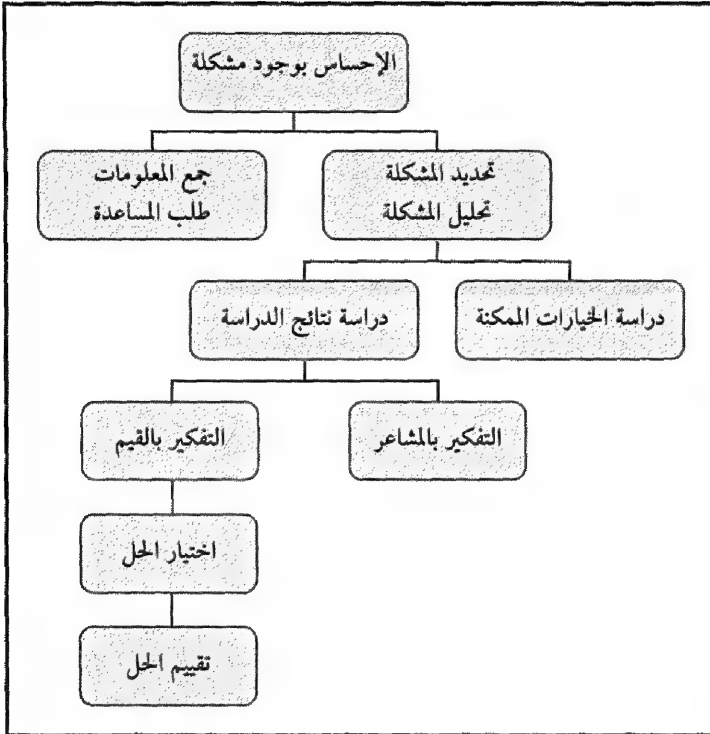 الإحساس بوجود مشكلة
تحديد المشكلة
تحليل المشكلة
جمع المعلومات
طلب المساعدة
دراسة الخيارات الممكنة
دراسة نتائج الدراسة
التفكير بالمشاعر
التفكير بالقيم
اختيار الحل
تقييم الحل